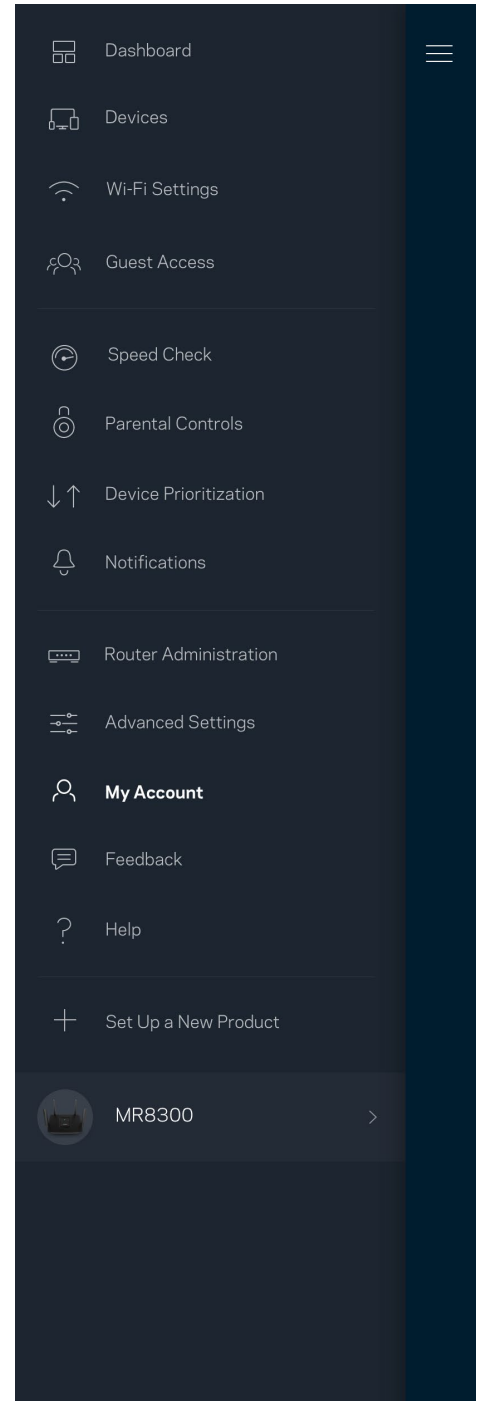 Dashboard
Devices
Wi-Fi Settings
Guest Access
Speed Check
Parental Controls
Device Prioritization
Notifications
Router Administration
Advanced Settings
My Account
Feedback
Help
Set Up a New Product
MR8300